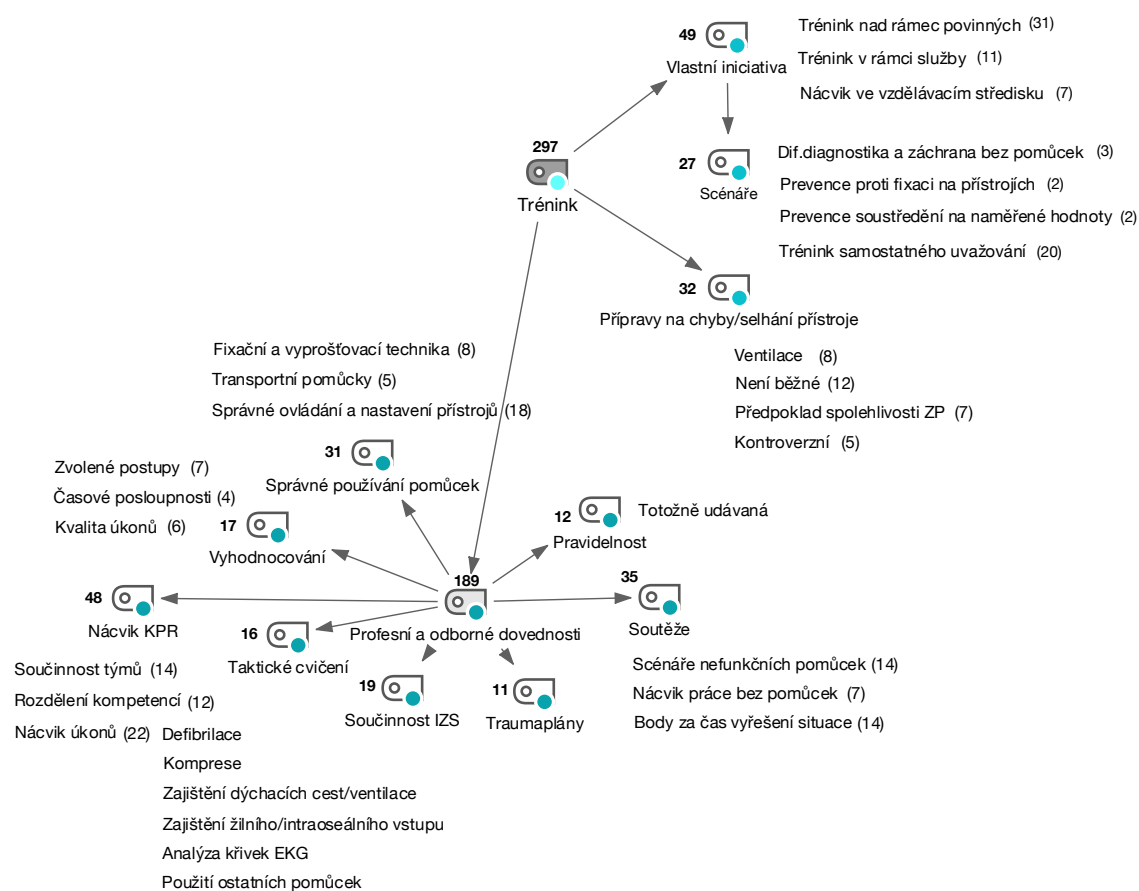 49
Vlastní iniciativa
Trénink nad rámec povinných (31)
Trénink v rámci služby (11)
Nácvik ve vzdělávacím středisku (7)
297
Trénink
27
Scénáře
Dif.diagnostika a záchrana bez pomůcek (3)
Prevence proti fixaci na přístrojích (2)
Prevence soustředění na naměřené hodnoty (2)
Trénink samostatného uvažování (20)
32
Přípravy na chyby/selhání přístroje
Ventilace (8)
Není běžné (12)
Předpoklad spolehlivosti ZP (7)
Kontroverzní (5)
Fixační a vyprošťovací technika (8)
Transportní pomůcky (5)
Správné ovládání a nastavení přístrojů (18)
31
Správné používání pomůcek
Zvolené postupy (7)
Časové posloupnosti (4)
Kvalita úkonů (6)
17
Vyhodnocování
12
Pravidelnost
Totožně udávaná
189
Profesní a odborné dovednosti
35
Soutěže
Scénáře nefunkčních pomůcek (14)
Nácvik práce bez pomůcek (7)
Body za čas vyřešení situace (14)
48
Nácvik KPR
16
Taktické cvičení
19
Součinnost IZS
11
Traumaplány
Součinnost týmů (14)
Rozdělení kompetencí (12)
Nácvik úkonů (22) Defibrilace
Komprese
Zajištění dýchacích cest/ventilace
Zajištění žilního/intraoseálního vstupu
Analýza křivek EKG
Použití ostatních pomůcek